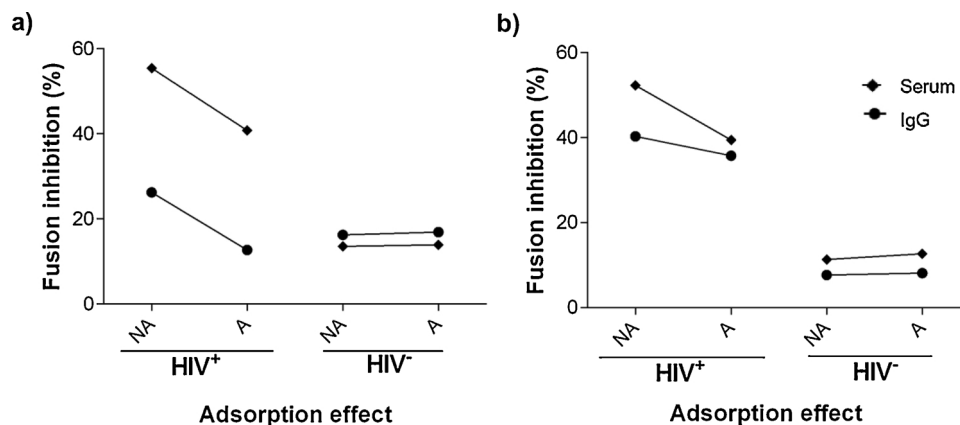 a)
Fusion inhibition (%)
60
40
20
0
NA
A
NA
A
HIV+
HIV-
Adsorption effect
b)
Fusion inhibition (%)
60
40
20
0
Serum
IgG
NA
A
NA
A
HIV+
HIV-
Adsorption effect